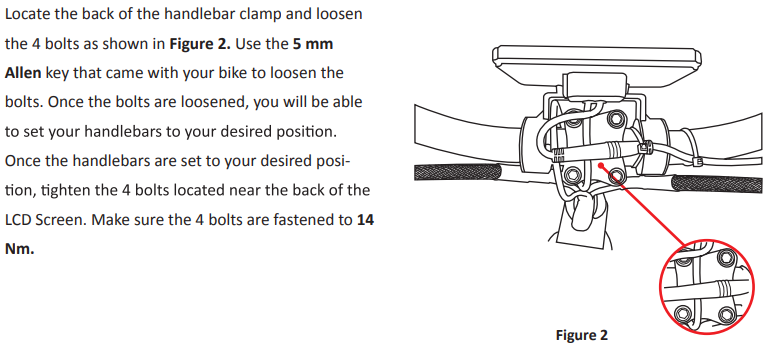 Locate the back of the handlebar clamp and loosen
the 4 bolts as shown in Figure 2. Use the 5 mm
Allen key that came with your bike to loosen the
bolts. Once the bolts are loosened, you will be able
to set your handlebars to your desired position.
Once the handlebars are set to your desired posi-
tion, tighten the 4 bolts located near the back of the
LCD Screen. Make sure the 4 bolts are fastened to 14
Nm.
Figure 2